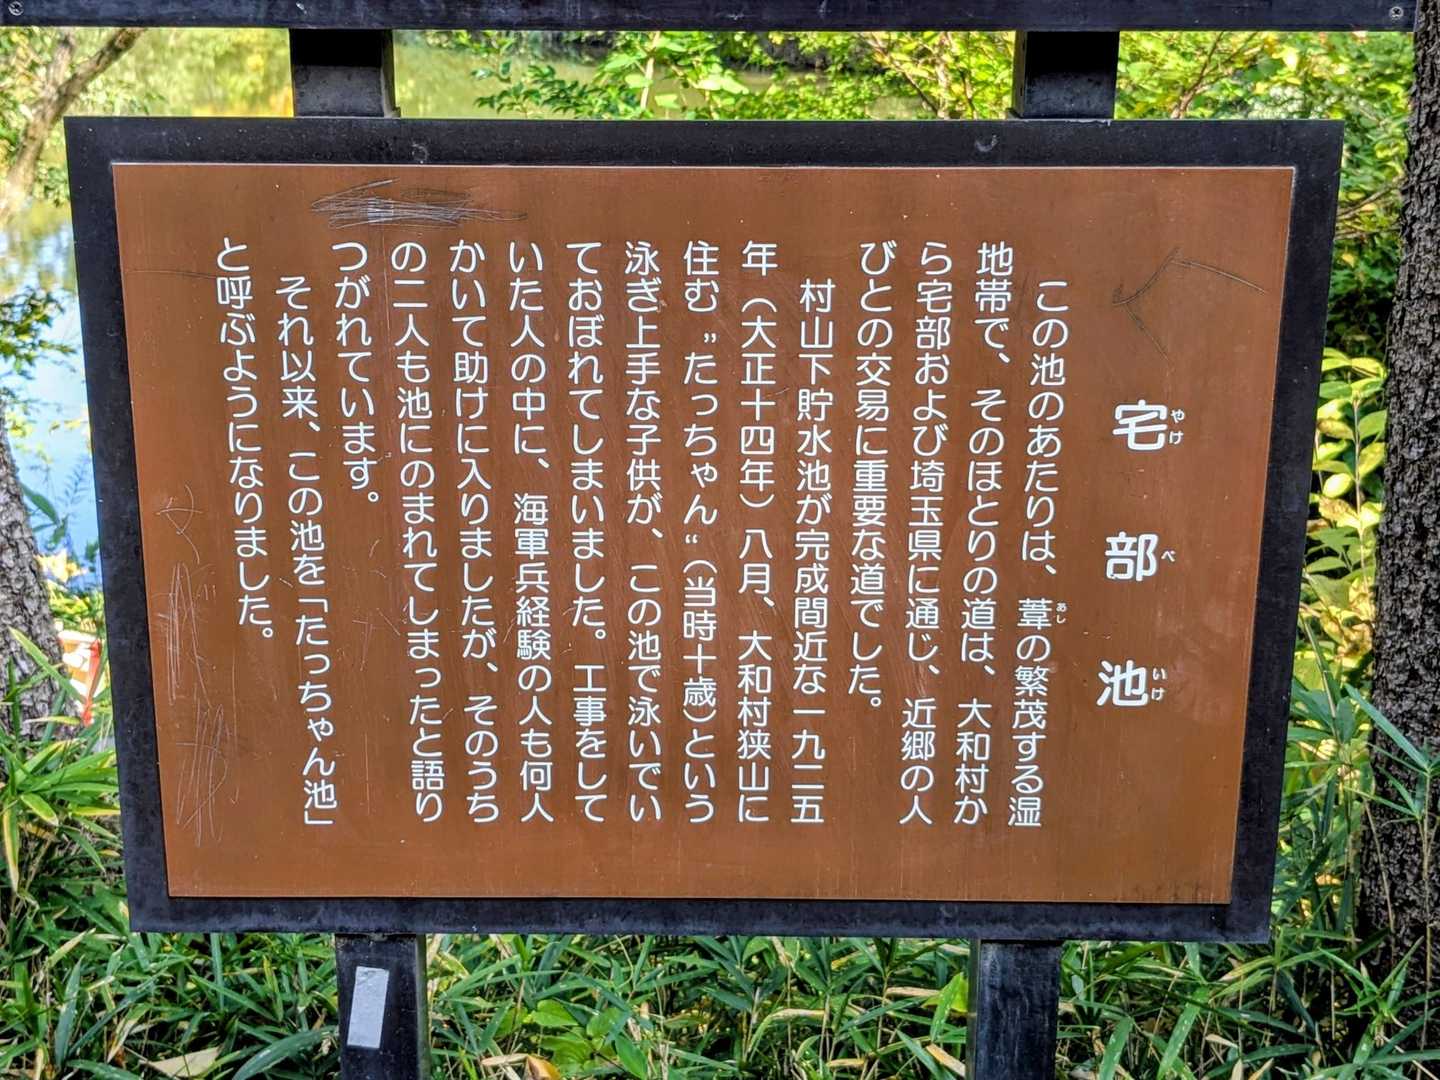 宅部池
やけべいけ
この池のあたりは、葦の繁茂する湿
あし
地帯で、そのほとりの道は、大和村か
ら宅部および埼玉県に通じ、近郷の人
びとの交易に重要な道でした。
村山下貯水池が完成間近な一九二五
年（大正十四年）八月、大和村狭山に
住む〟たっちゃん〝（当時十歳）という
泳ぎ上手な子供が、この池で泳いでい
ておぼれてしまいました。工事をして
いた人の中に、海軍兵経験の人も何人
かいて助けに入りましたが、そのうち
の二人も池にのまれてしまったと語り
つがれています。
それ以来、この池を「たっちゃん池」
と呼ぶようになりました。